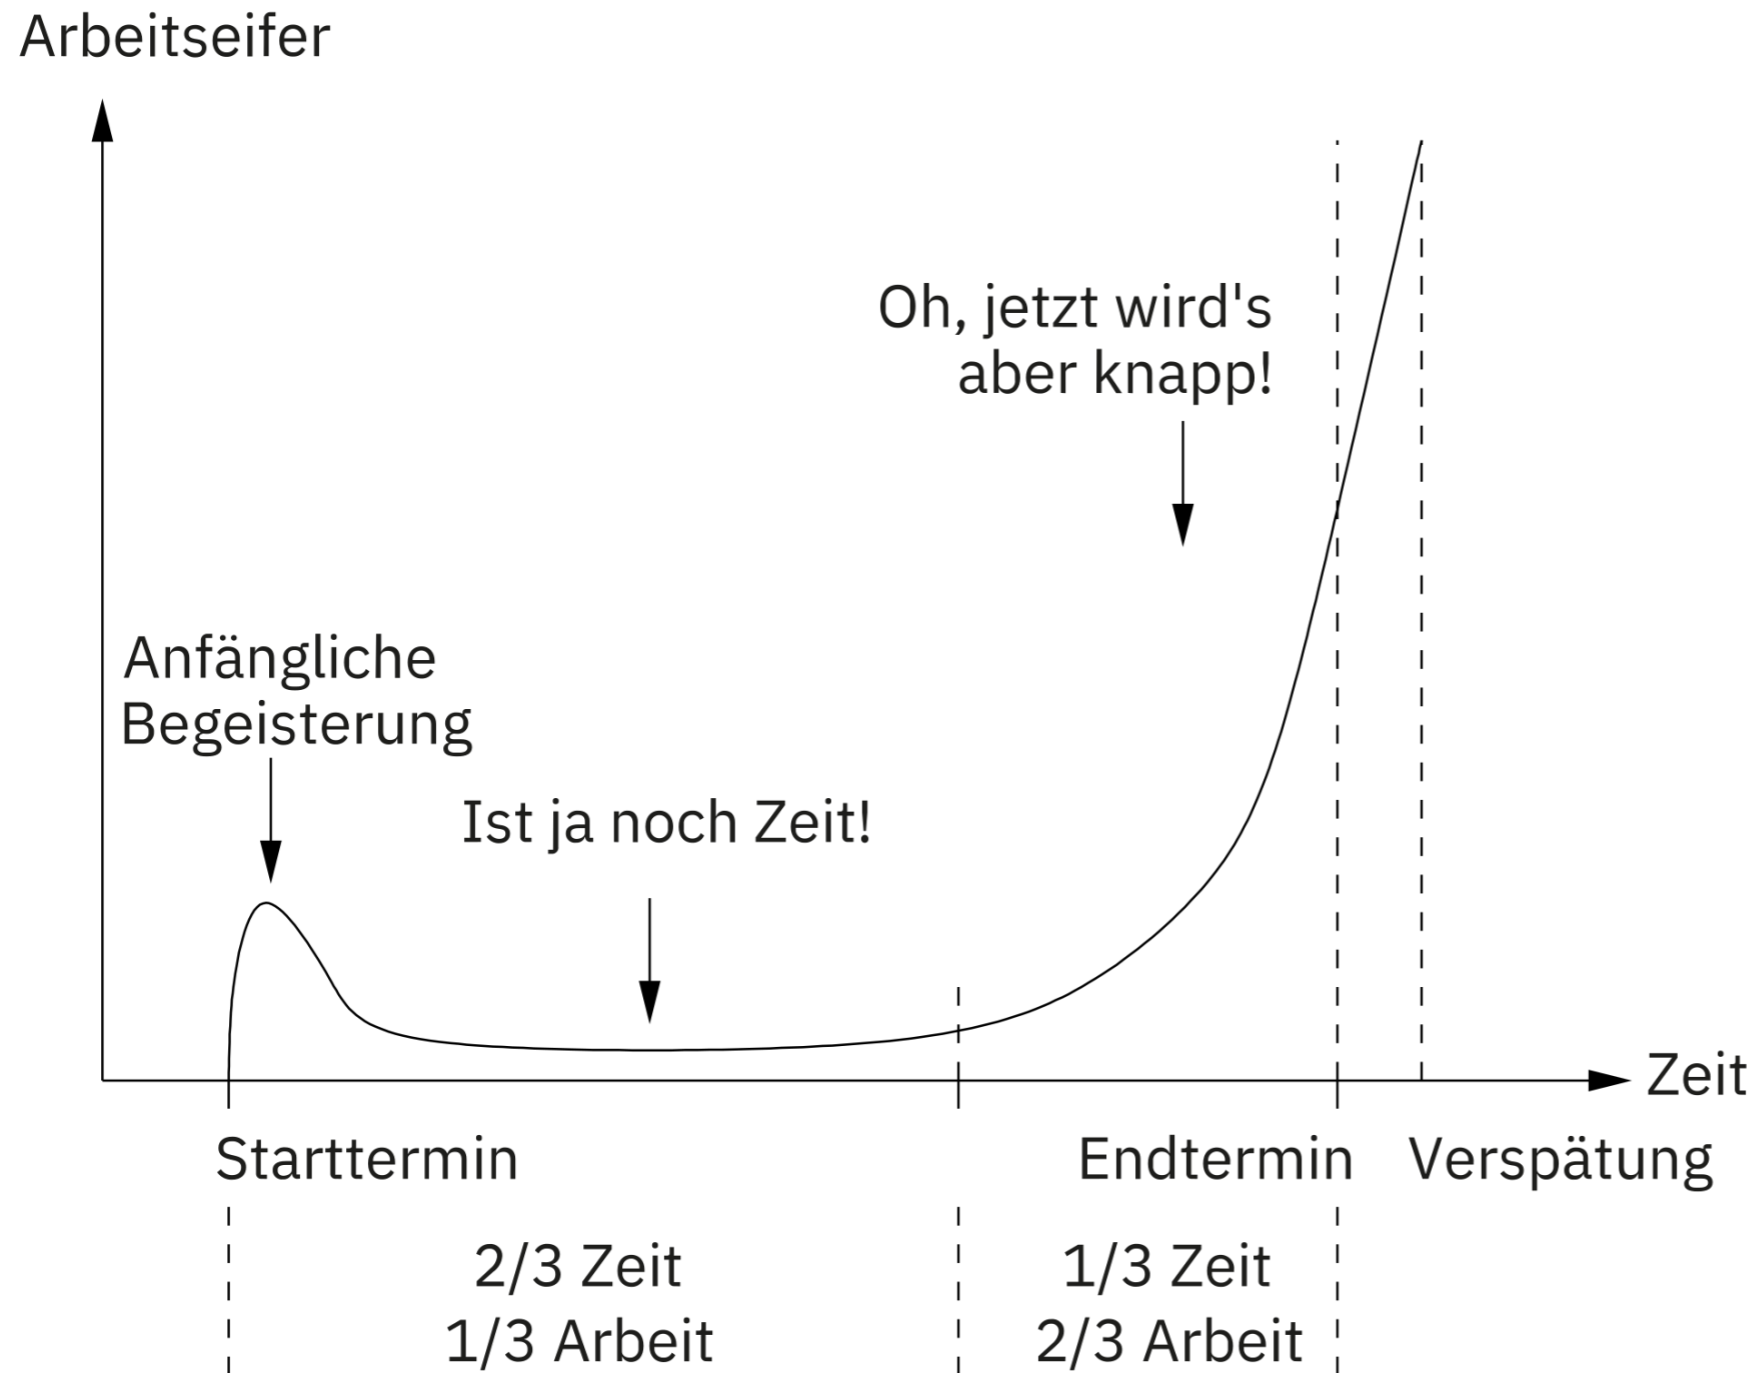 Arbeitseifer
Oh, jetzt wird's
aber knapp!
Anfängliche
Begeisterung
Ist ja noch Zeit!
Zeit
Starttermin
Endtermin
Verspätung
2/3 Zeit
1/3 Arbeit
1/3 Zeit
2/3 Arbeit